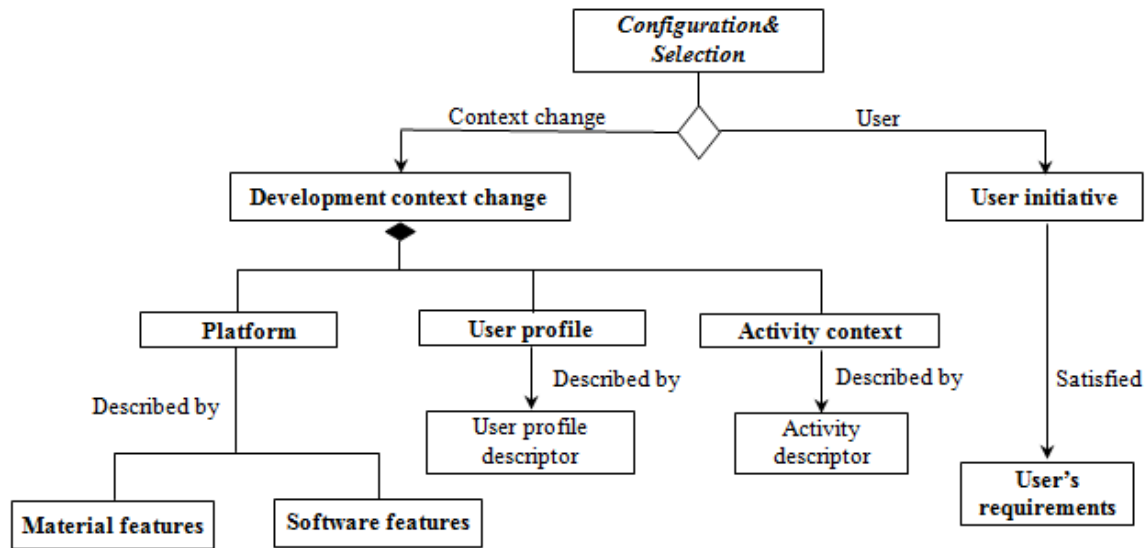 Configuration&
Selection
Context change
User
Development context change
User initiative
Platform
User profile
Activity context
Described by
Described by
Described by
Satisfied
User profile
descriptor
Activity
descriptor
Material features
Software features
User’s
requirements